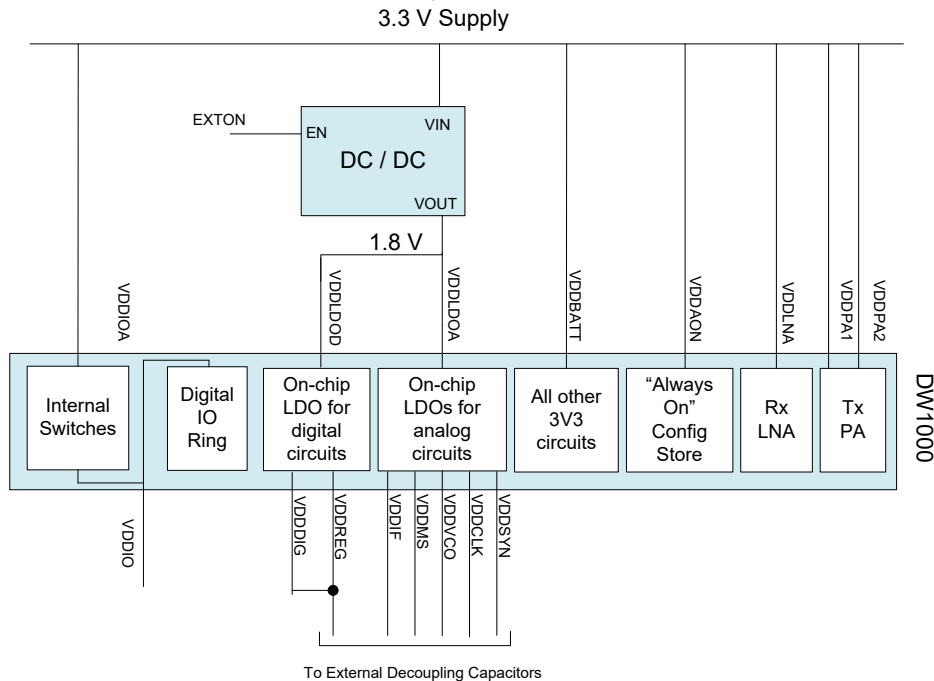 3.3 V Supply
EXTON
EN
VIN
DC / DC
VOUT
1.8 V
VDDIOA
VDDLDOD
VDDLDOA
VDDBATT
VDDAON
VDDLNA
VDDPA1
VDDPA2
Internal
Switches
Digital
IO
Ring
On-chip
LDO for
digital
circuits
On-chip
LDOs for
analog
circuits
All other
3V3
circuits
“Always
On”
Config
Store
Rx
LNA
Tx
PA
DW1000
VDDIO
VDDDIG
VDDREG
VDDIF
VDDMS
VDDVCO
VDDCLK
VDDSYN
To External Decoupling Capacitors